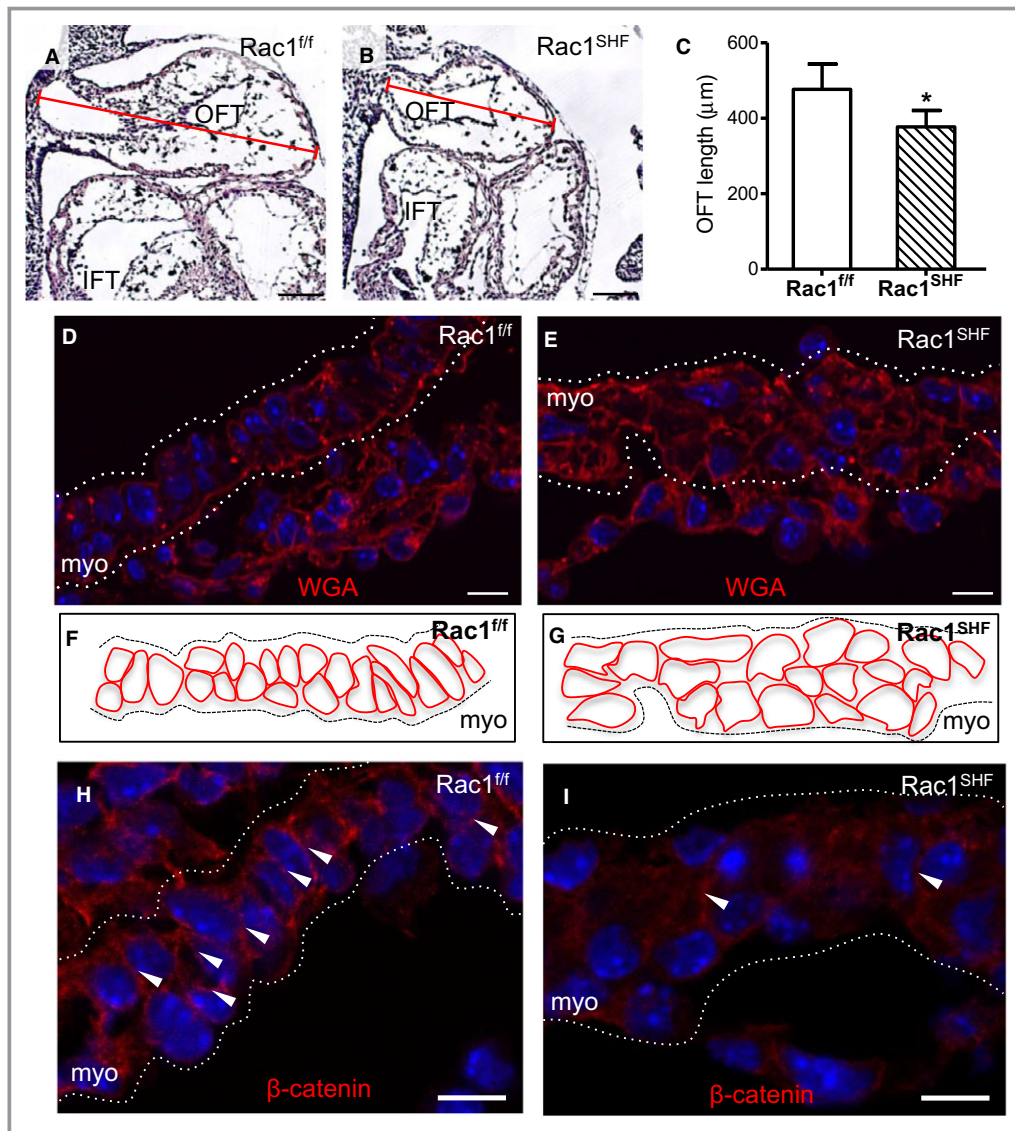 A
Rac1f/f
OFT
IFT
B
Rac1SHF
OFT
IFT
C
OFT length (μm)
600
400
200
0
*
Rac1f/f
Rac1SHF
D
Rac1f/f
myo
myo
WGA
E
Rac1SHF
myo
WGA
F
Rac1f/f
myo
G
Rac1SHF
myo
H
Rac1f/f
myo
β-catenin
I
Rac1SHF
myo
β-catenin